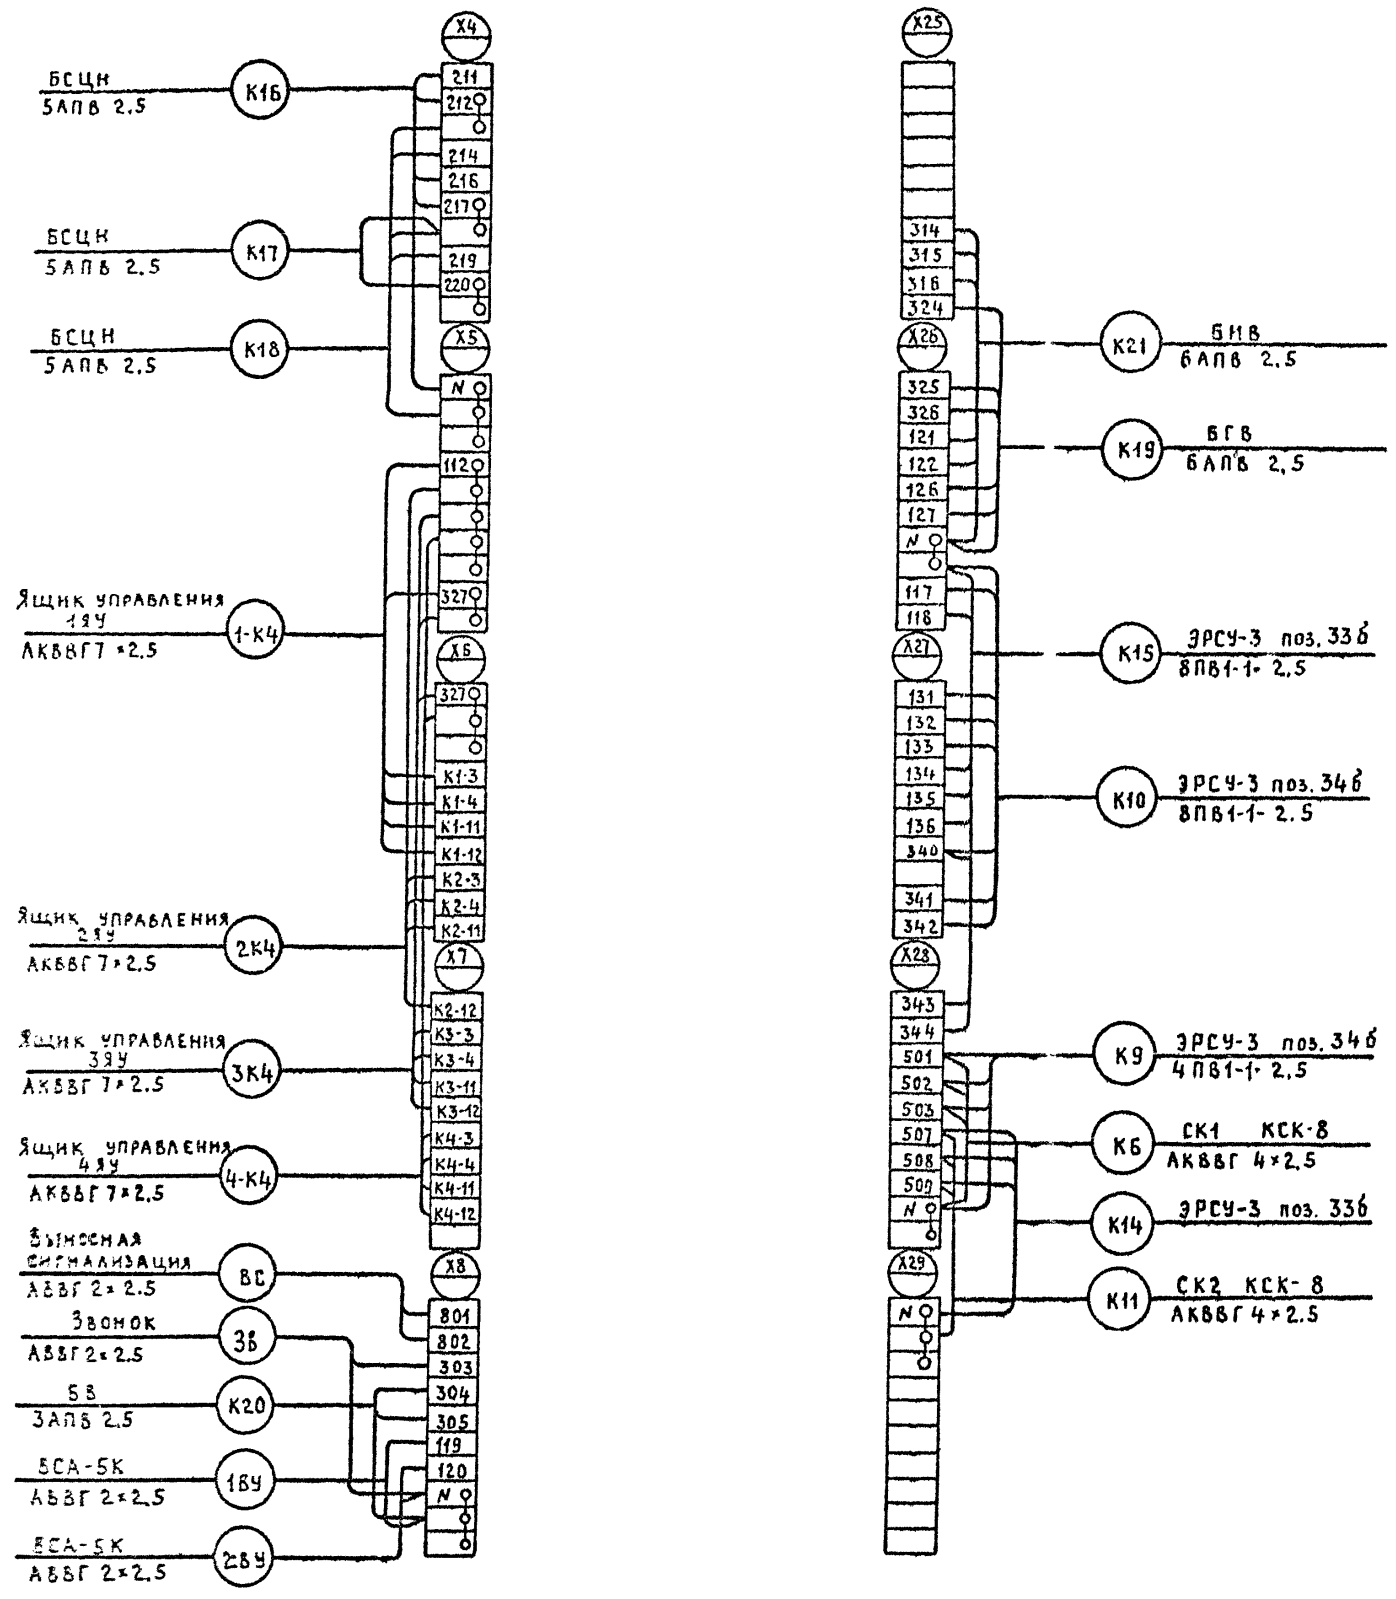 X4
БСЦН
К16
5АПВ 2.5
211
212
214
216
217
БСЦН
К17
5АПВ 2.5
219
220
X5
БСЦН
К18
5АПВ 2.5
N
112
327
Ящик управления
1ЯУ
1-К4
АКВВГ 7×2.5
X6
327
К1-3
К1-4
К1-11
К1-12
К2-3
К2-4
К2-11
Ящик управления
2ЯУ
2К4
АКВВГ 7×2.5
X7
К2-12
К3-3
К3-4
К3-11
К3-12
К4-3
К4-4
К4-11
К4-12
Ящик управления
3ЯУ
3К4
АКВВГ 7×2.5
Ящик управления
4ЯУ
4-К4
АКВВГ 7×2.5
Выносная
сигнализация
ВС
АВВГ 2×2.5
X8
801
802
303
304
305
119
120
N
Звонок
ЗВ
АВВГ 2×2.5
БВ
К20
3АПВ 2.5
ВСА-5К
1ВУ
АВВГ 2×2.5
ВСА-5К
2ВУ
АВВГ 2×2.5
X25
314
315
316
324
X26
325
326
121
122
126
127
N
117
118
К21
БНВ
6АПВ 2.5
К19
БГВ
6АПВ 2,5
X27
131
132
133
134
135
136
340
341
342
К15
ЭРСУ-3 поз. 33б
8ПВ1-1- 2.5
К10
ЭРСУ-3 поз. 34б
8ПВ1-1- 2.5
X28
343
344
501
502
503
507
508
509
N
К9
ЭРСУ-3 поз. 34б
4ПВ1-1- 2.5
К6
СК1 КСК-8
АКВВГ 4×2,5
К14
ЭРСУ-3 поз. 33б
X29
N
К11
СК2 КСК-8
АКВВГ 4×2.5